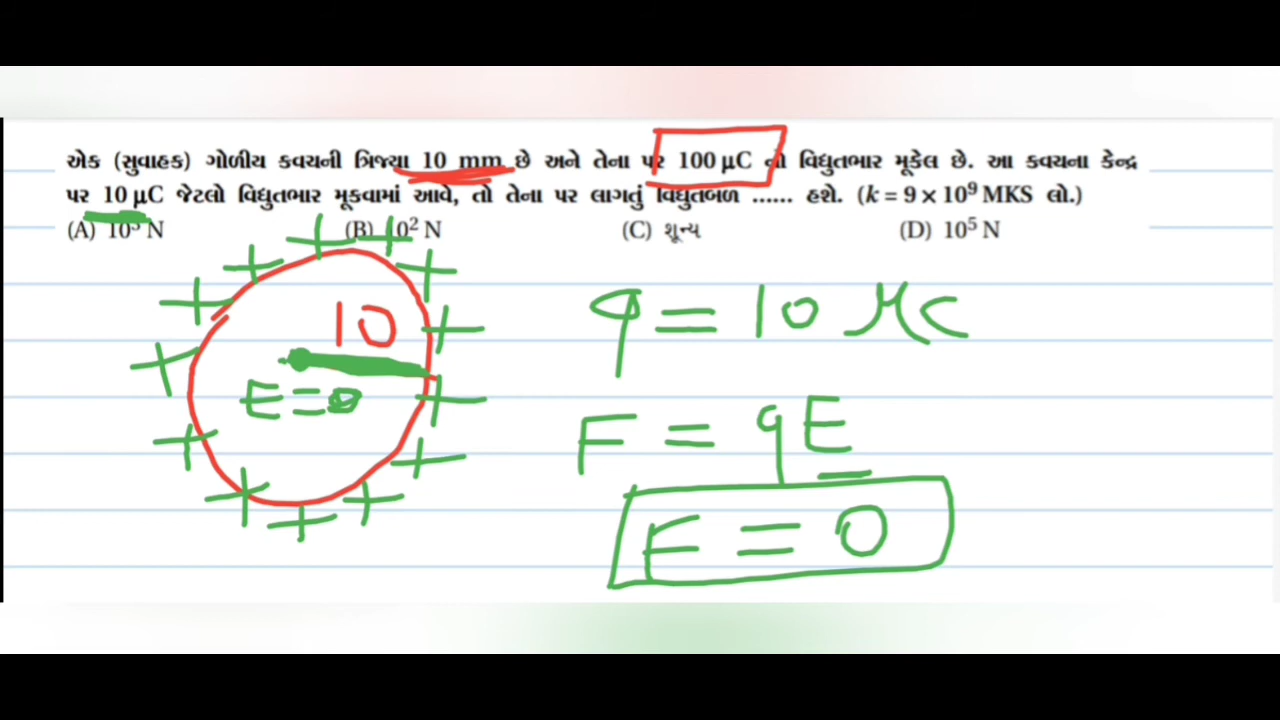 એક (સુવાહક) ગોળીય કવચની ત્રિજ્યા 10 mm છે અને તેના પર 100 μC નો વિદ્યુતભાર મૂકેલ છે. આ કવચના કેન્દ્ર
પર 10 μC જેટલો વિદ્યુતભાર મૂકવામાં આવે, તો તેના પર લાગતું વિદ્યુતબળ ...... હશે. (k = 9 × 10⁹ MKS લો.)
(A) 10³ N (B) 10² N (C) શૂન્ય (D) 10⁵ N
10
E = 0
q = 10 μC
F = qE
F = 0